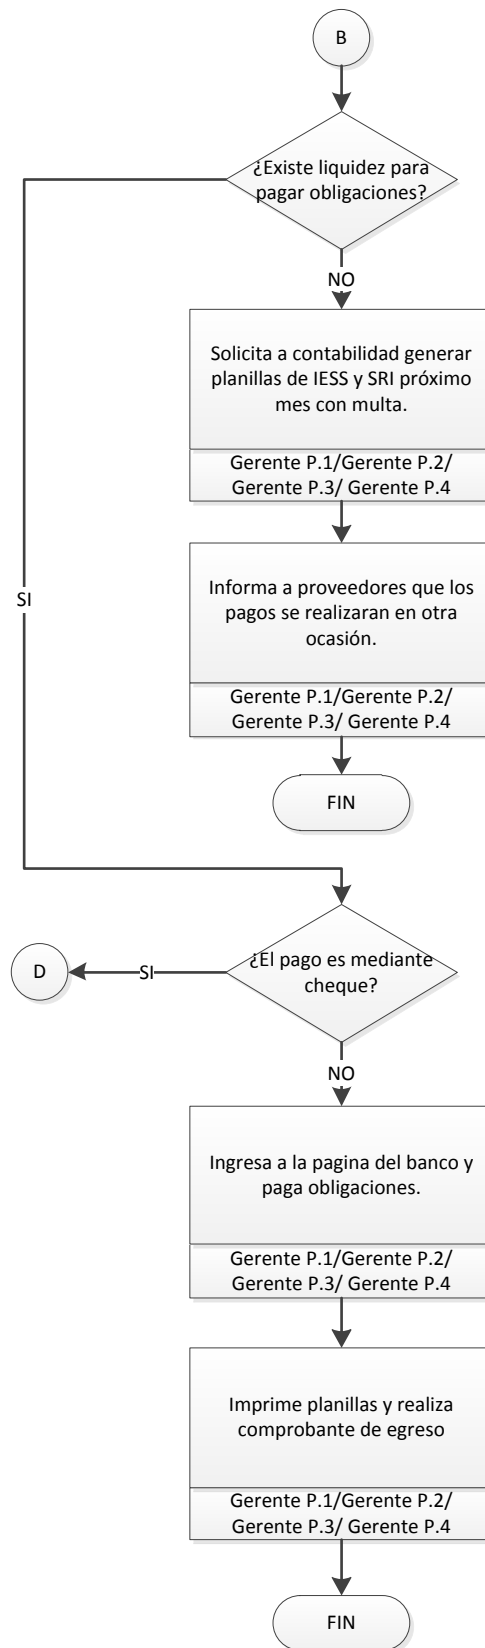 B
¿Existe liquidez para
pagar obligaciones?
NO
Solicita a contabilidad generar
planillas de IESS y SRI próximo
mes con multa.
Gerente P.1/Gerente P.2/
Gerente P.3/ Gerente P.4
SI
Informa a proveedores que los
pagos se realizaran en otra
ocasión.
Gerente P.1/Gerente P.2/
Gerente P.3/ Gerente P.4
FIN
¿El pago es mediante
cheque?
SI
D
NO
Ingresa a la pagina del banco y
paga obligaciones.
Gerente P.1/Gerente P.2/
Gerente P.3/ Gerente P.4
Imprime planillas y realiza
comprobante de egreso
Gerente P.1/Gerente P.2/
Gerente P.3/ Gerente P.4
FIN